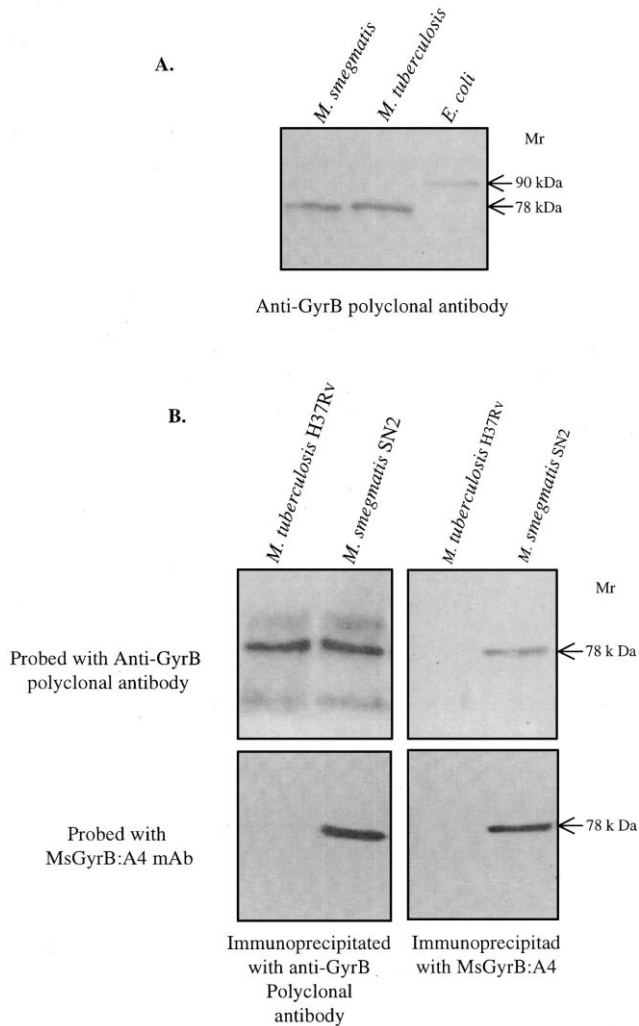 A.
M. smegmatis
M. tuberculosis
E. coli
Mr
90 kDa
78 kDa
Anti-GyrB polyclonal antibody
B.
M. tuberculosis H37Rv
M. smegmatis SN2
M. tuberculosis H37Rv
M. smegmatis SN2
Mr
Probed with Anti-GyrB
polyclonal antibody
78 k Da
Probed with
MsGyrB:A4 mAb
78 k Da
Immunoprecipitated
with anti-GyrB
Polyclonal
antibody
Immunoprecipitad
with MsGyrB:A4